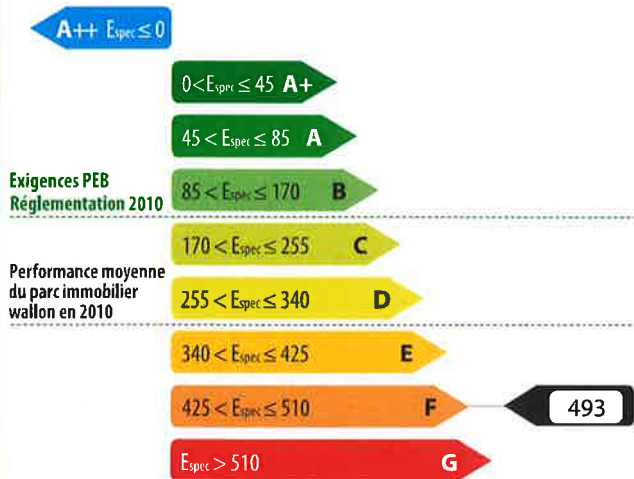 A++ Espec ≤ 0
0<Espec ≤ 45 A+
45 < Espec ≤ 85 A
Exigences PEB
Réglementation 2010
85 < Espec ≤ 170 B
170 < Espec ≤ 255 C
Performance moyenne
du parc immobilier
wallon en 2010
255 < Espec ≤ 340 D
340 < Espec ≤ 425 E
425 < Espec ≤ 510 F 493
Espec > 510 G